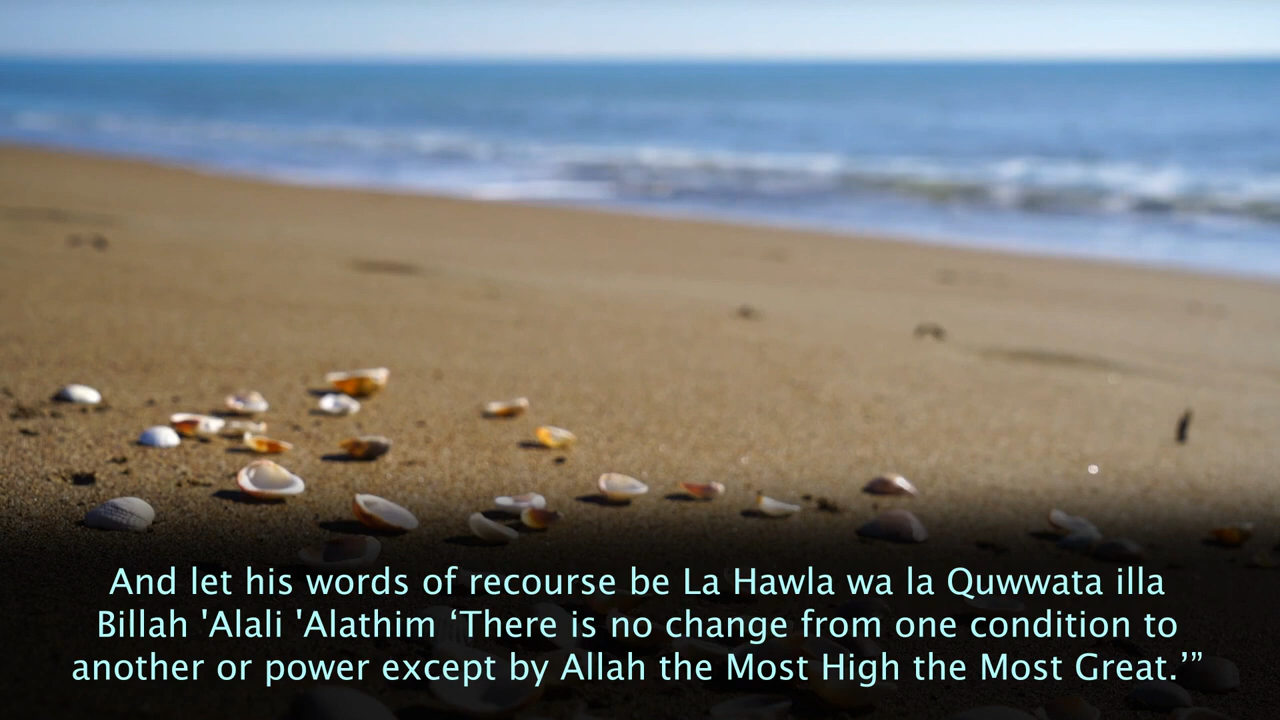 And let his words of recourse be La Hawla wa la Quwwata illa
Billah 'Alali 'Alathim ‘There is no change from one condition to
another or power except by Allah the Most High the Most Great.’”